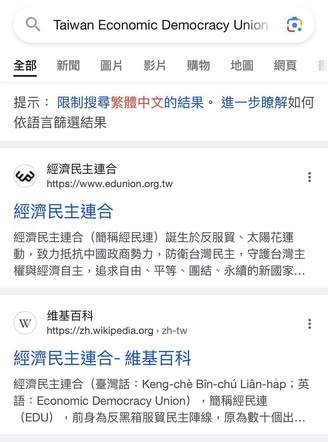 Taiwan Economic Democracy Union
全部 新聞 圖片 影片 購物 地圖 網頁
提示： 限制搜尋繁體中文的結果。 進一步瞭解如何
依語言篩選結果
經濟民主連合
https://www.edunion.org.tw
經濟民主連合
經濟民主連合（簡稱經民連）誕生於反服貿、太陽花運
動，致力抵抗中國政商勢力，防衛台灣民主，守護台灣主
權與經濟自主，追求自由、平等、團結、永續的新國家…
W
維基百科
https://zh.wikipedia.org › zh-tw
經濟民主連合- 維基百科
經濟民主連合（臺灣話：Keng-chè Bîn-chú Liân-ha̍p；英
語：Economic Democracy Union），簡稱經民連
（EDU），前身為反黑箱服貿民主陣線，原為數十個出…